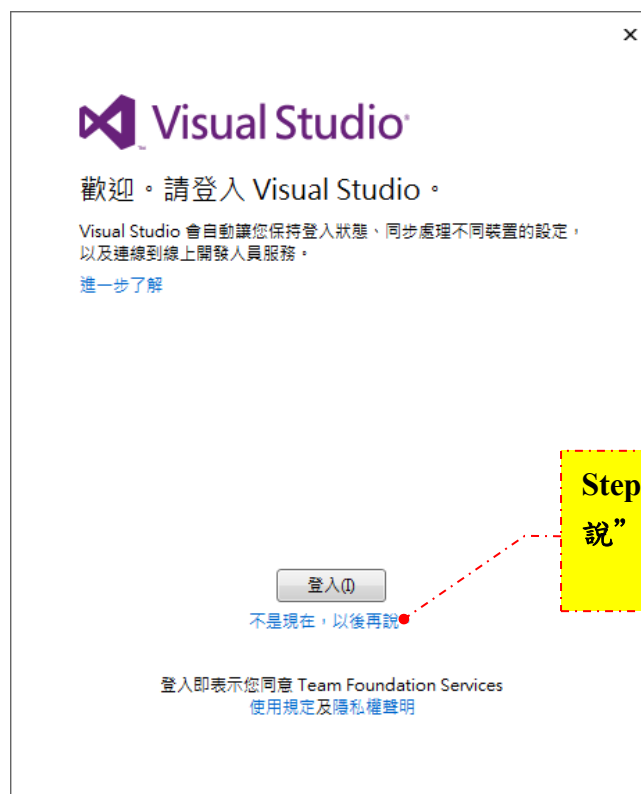 Visual Studio
歡迎。請登入 Visual Studio。
Visual Studio 會自動讓您保持登入狀態、同步處理不同裝置的設定，
以及連線到線上開發人員服務。
進一步了解
Step
說”
登入(I)
不是現在，以後再說
登入即表示您同意 Team Foundation Services
使用規定及隱私權聲明